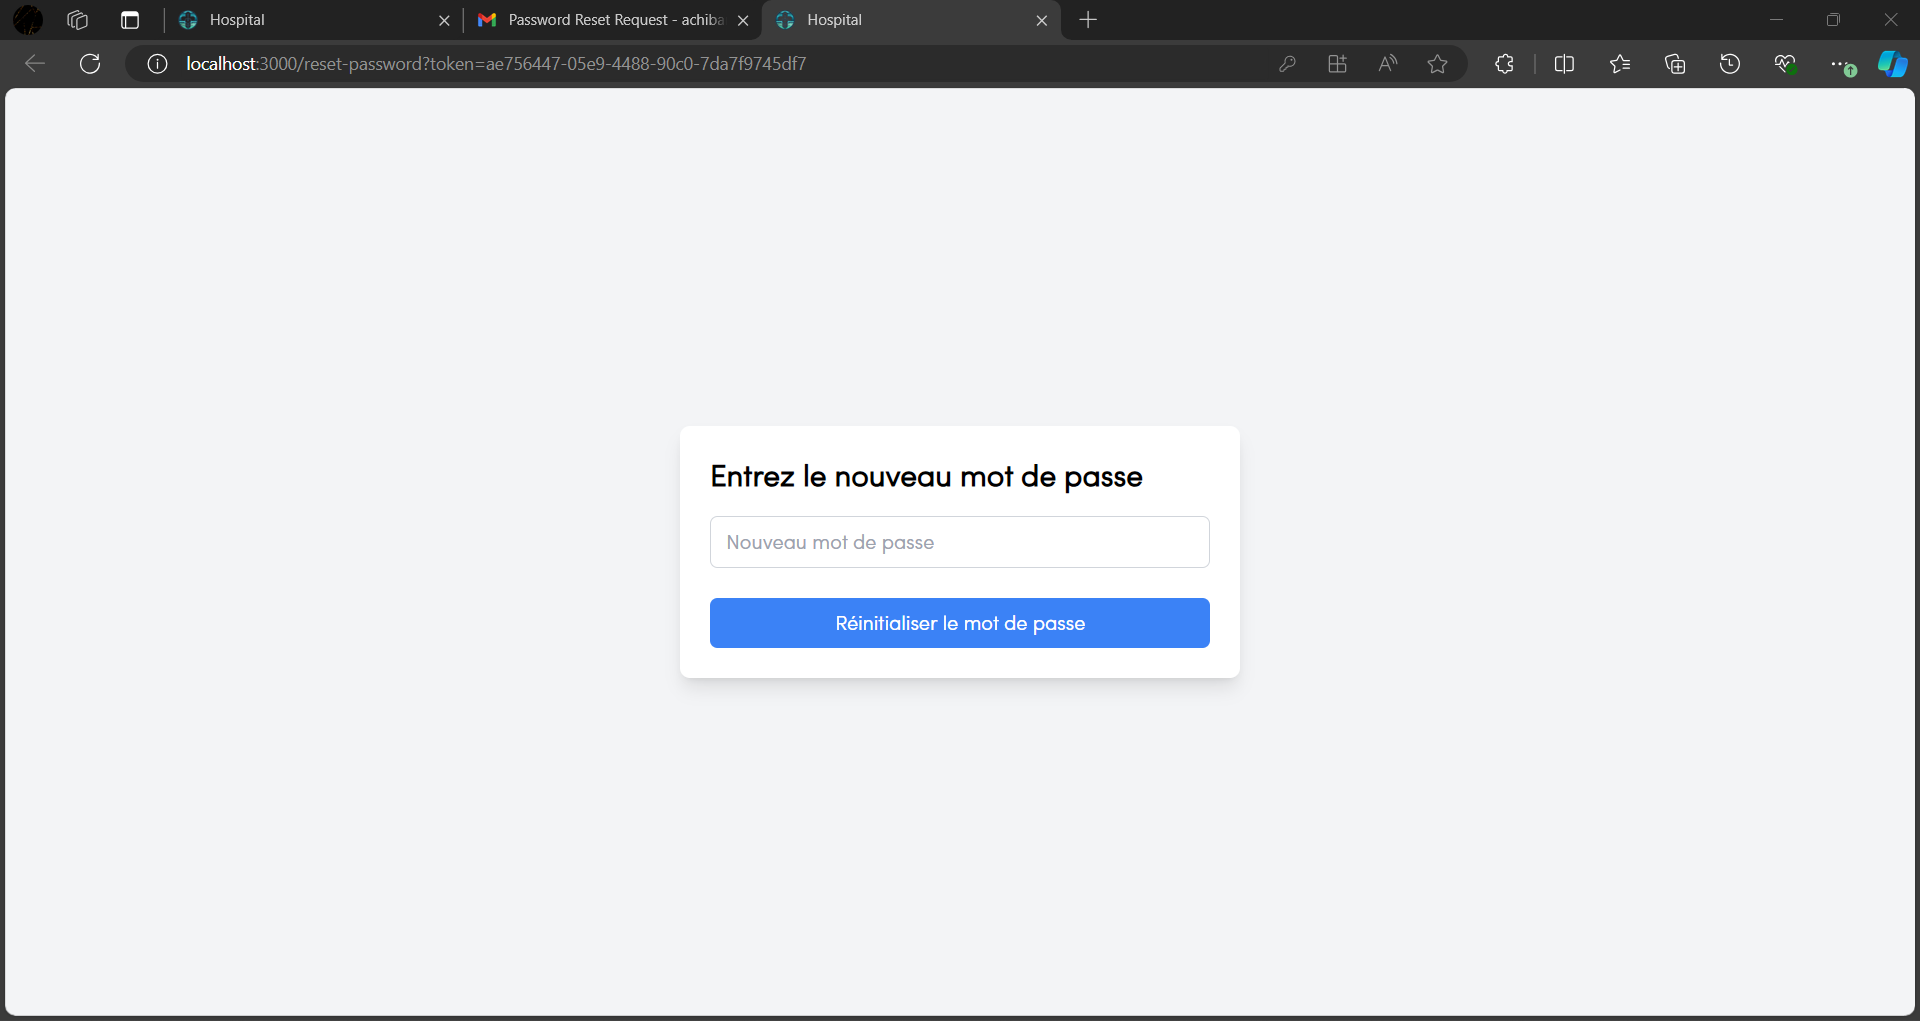 Hospital
Password Reset Request - achiba
Hospital
localhost:3000/reset-password?token=ae756447-05e9-4488-90c0-7da7f9745df7
Entrez le nouveau mot de passe
Nouveau mot de passe
Réinitialiser le mot de passe